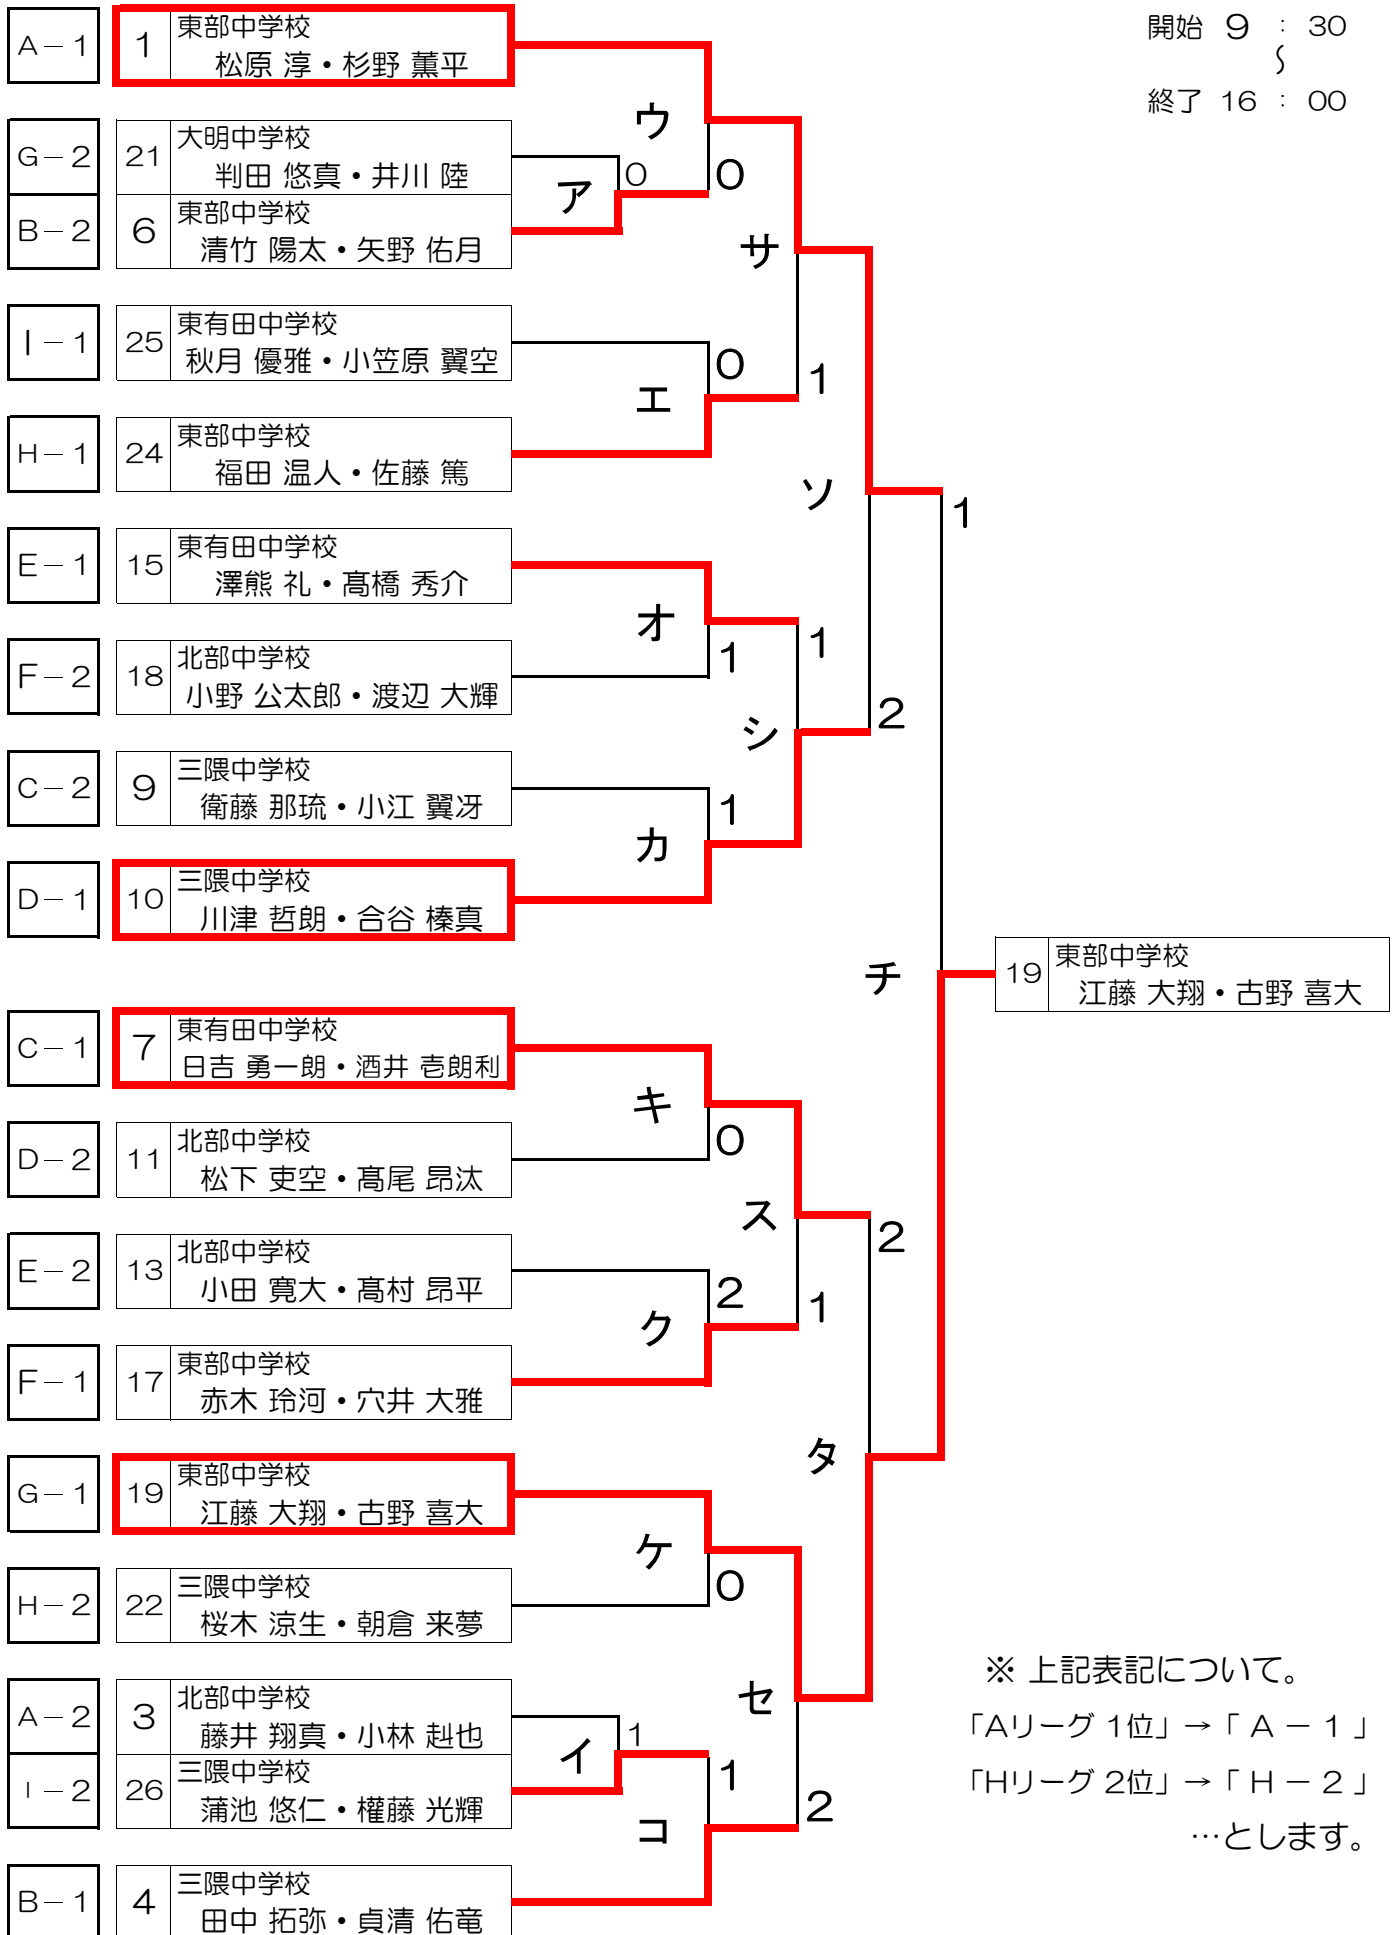 開始 9 : 30
〜
終了 16 : 00
A－1 1 東部中学校
松原 淳・杉野 薫平
ウ
G－2 21 大明中学校
判田 悠真・井川 陸
ア 0 0
B－2 6 東部中学校
清竹 陽太・矢野 佑月
サ
I－1 25 東有田中学校
秋月 優雅・小笠原 翼空
0 1
エ
H－1 24 東部中学校
福田 温人・佐藤 篤
ソ 1
E－1 15 東有田中学校
澤熊 礼・髙橋 秀介
オ 1 1
F－2 18 北部中学校
小野 公太郎・渡辺 大輝
シ 2
C－2 9 三隈中学校
衛藤 那琉・小江 翼冴
1
カ
D－1 10 三隈中学校
川津 哲朗・合谷 榛真
チ
19 東部中学校
江藤 大翔・古野 喜大
C－1 7 東有田中学校
日吉 勇一朗・酒井 壱朗利
キ 0
D－2 11 北部中学校
松下 吏空・髙尾 昂汰
ス 2
E－2 13 北部中学校
小田 寛大・髙村 昂平
2 1
ク
F－1 17 東部中学校
赤木 玲河・穴井 大雅
タ
G－1 19 東部中学校
江藤 大翔・古野 喜大
ケ 0
H－2 22 三隈中学校
桜木 涼生・朝倉 来夢
セ
A－2 3 北部中学校
藤井 翔真・小林 赳也
イ 1 1 2
I－2 26 三隈中学校
蒲池 悠仁・權藤 光輝
コ
B－1 4 三隈中学校
田中 拓弥・貞清 佑竜
※ 上記表記について。
「Aリーグ 1位」→「 A － 1 」
「Hリーグ 2位」→「 H － 2 」
…とします。